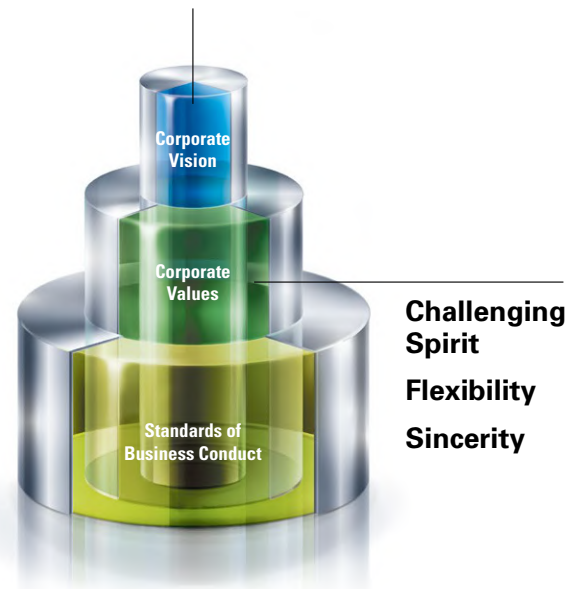 Corporate
Vision
Corporate
Values
Challenging
Spirit
Flexibility
Sincerity
Standards of
Business Conduct